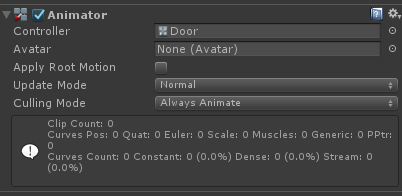 Animator
Controller Door
Avatar None (Avatar)
Apply Root Motion
Update Mode Normal
Culling Mode Always Animate
Clip Count: 0
Curves Pos: 0 Quat: 0 Euler: 0 Scale: 0 Muscles: 0 Generic: 0 PPtr:
0
Curves Count: 0 Constant: 0 (0.0%) Dense: 0 (0.0%) Stream: 0
(0.0%)